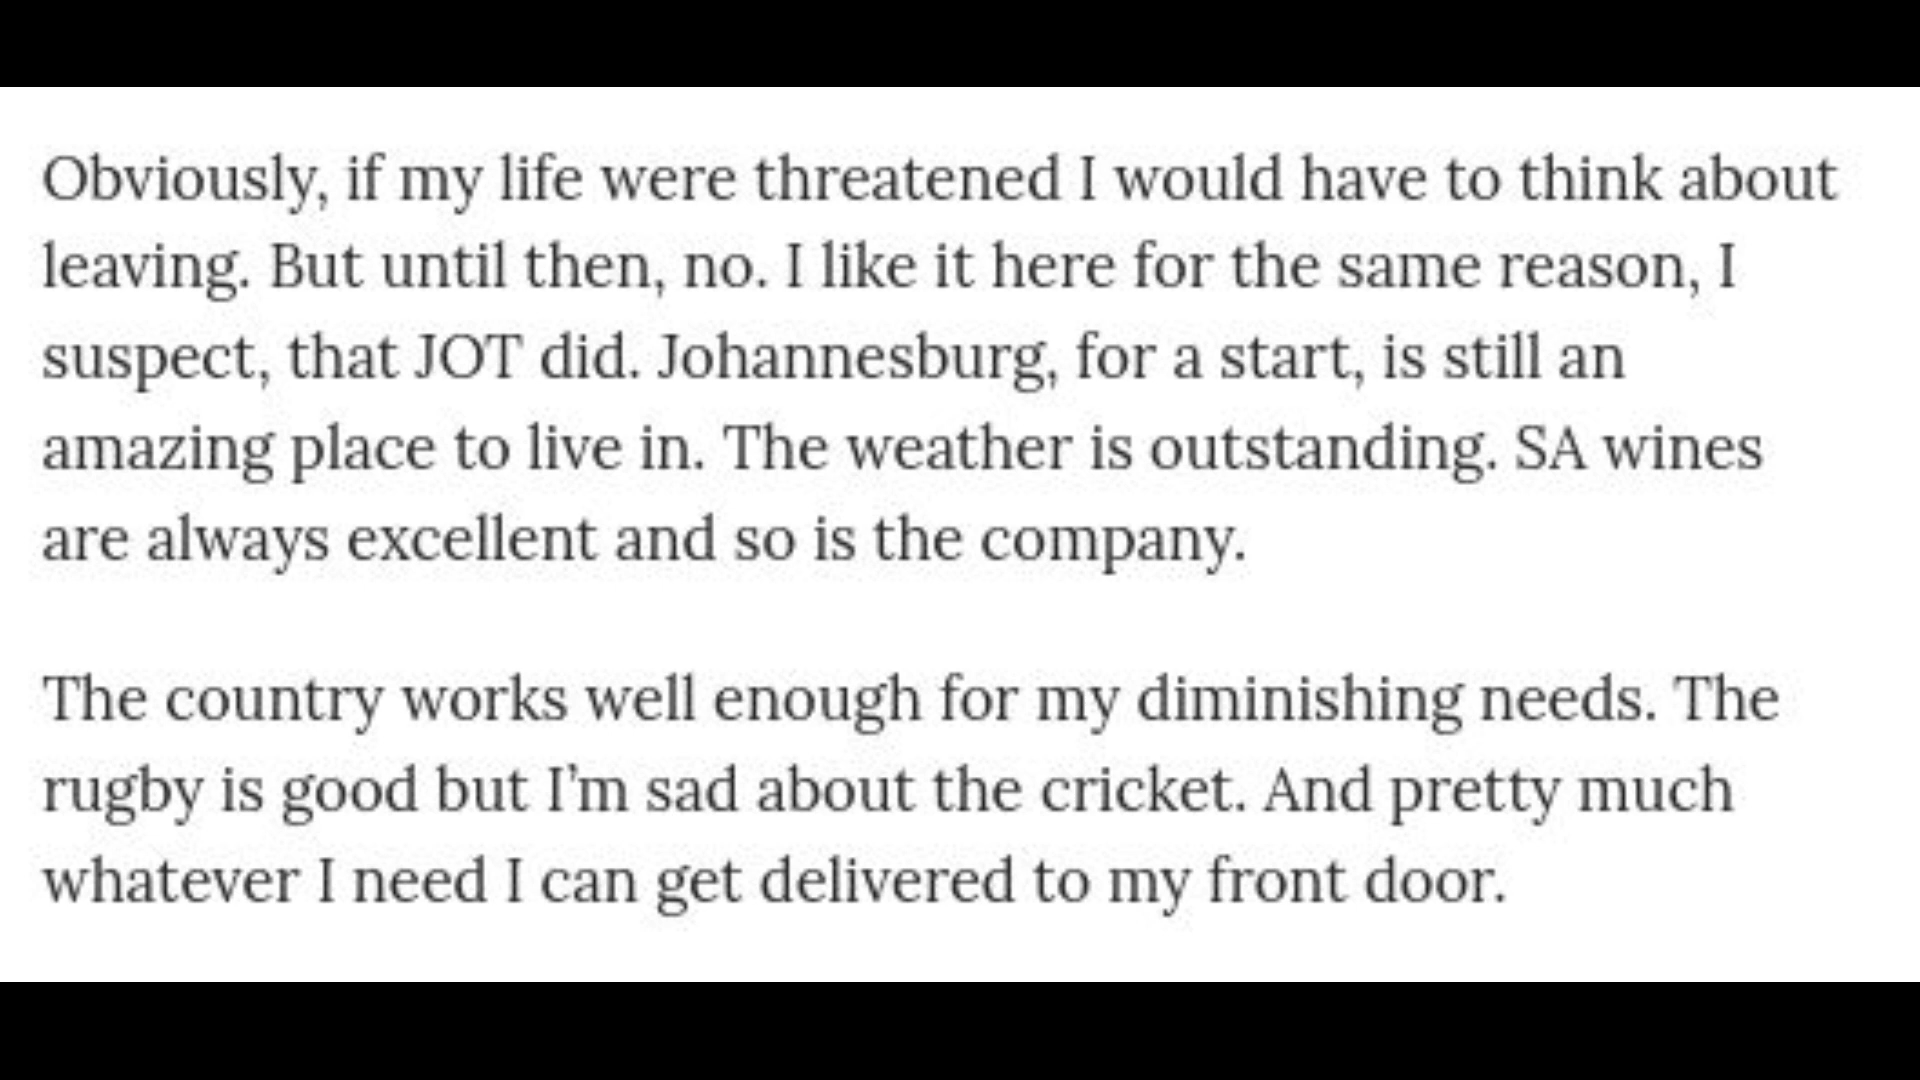 Obviously, if my life were threatened I would have to think about
leaving. But until then, no. I like it here for the same reason, I
suspect, that JOT did. Johannesburg, for a start, is still an
amazing place to live in. The weather is outstanding. SA wines
are always excellent and so is the company.
The country works well enough for my diminishing needs. The
rugby is good but I’m sad about the cricket. And pretty much
whatever I need I can get delivered to my front door.